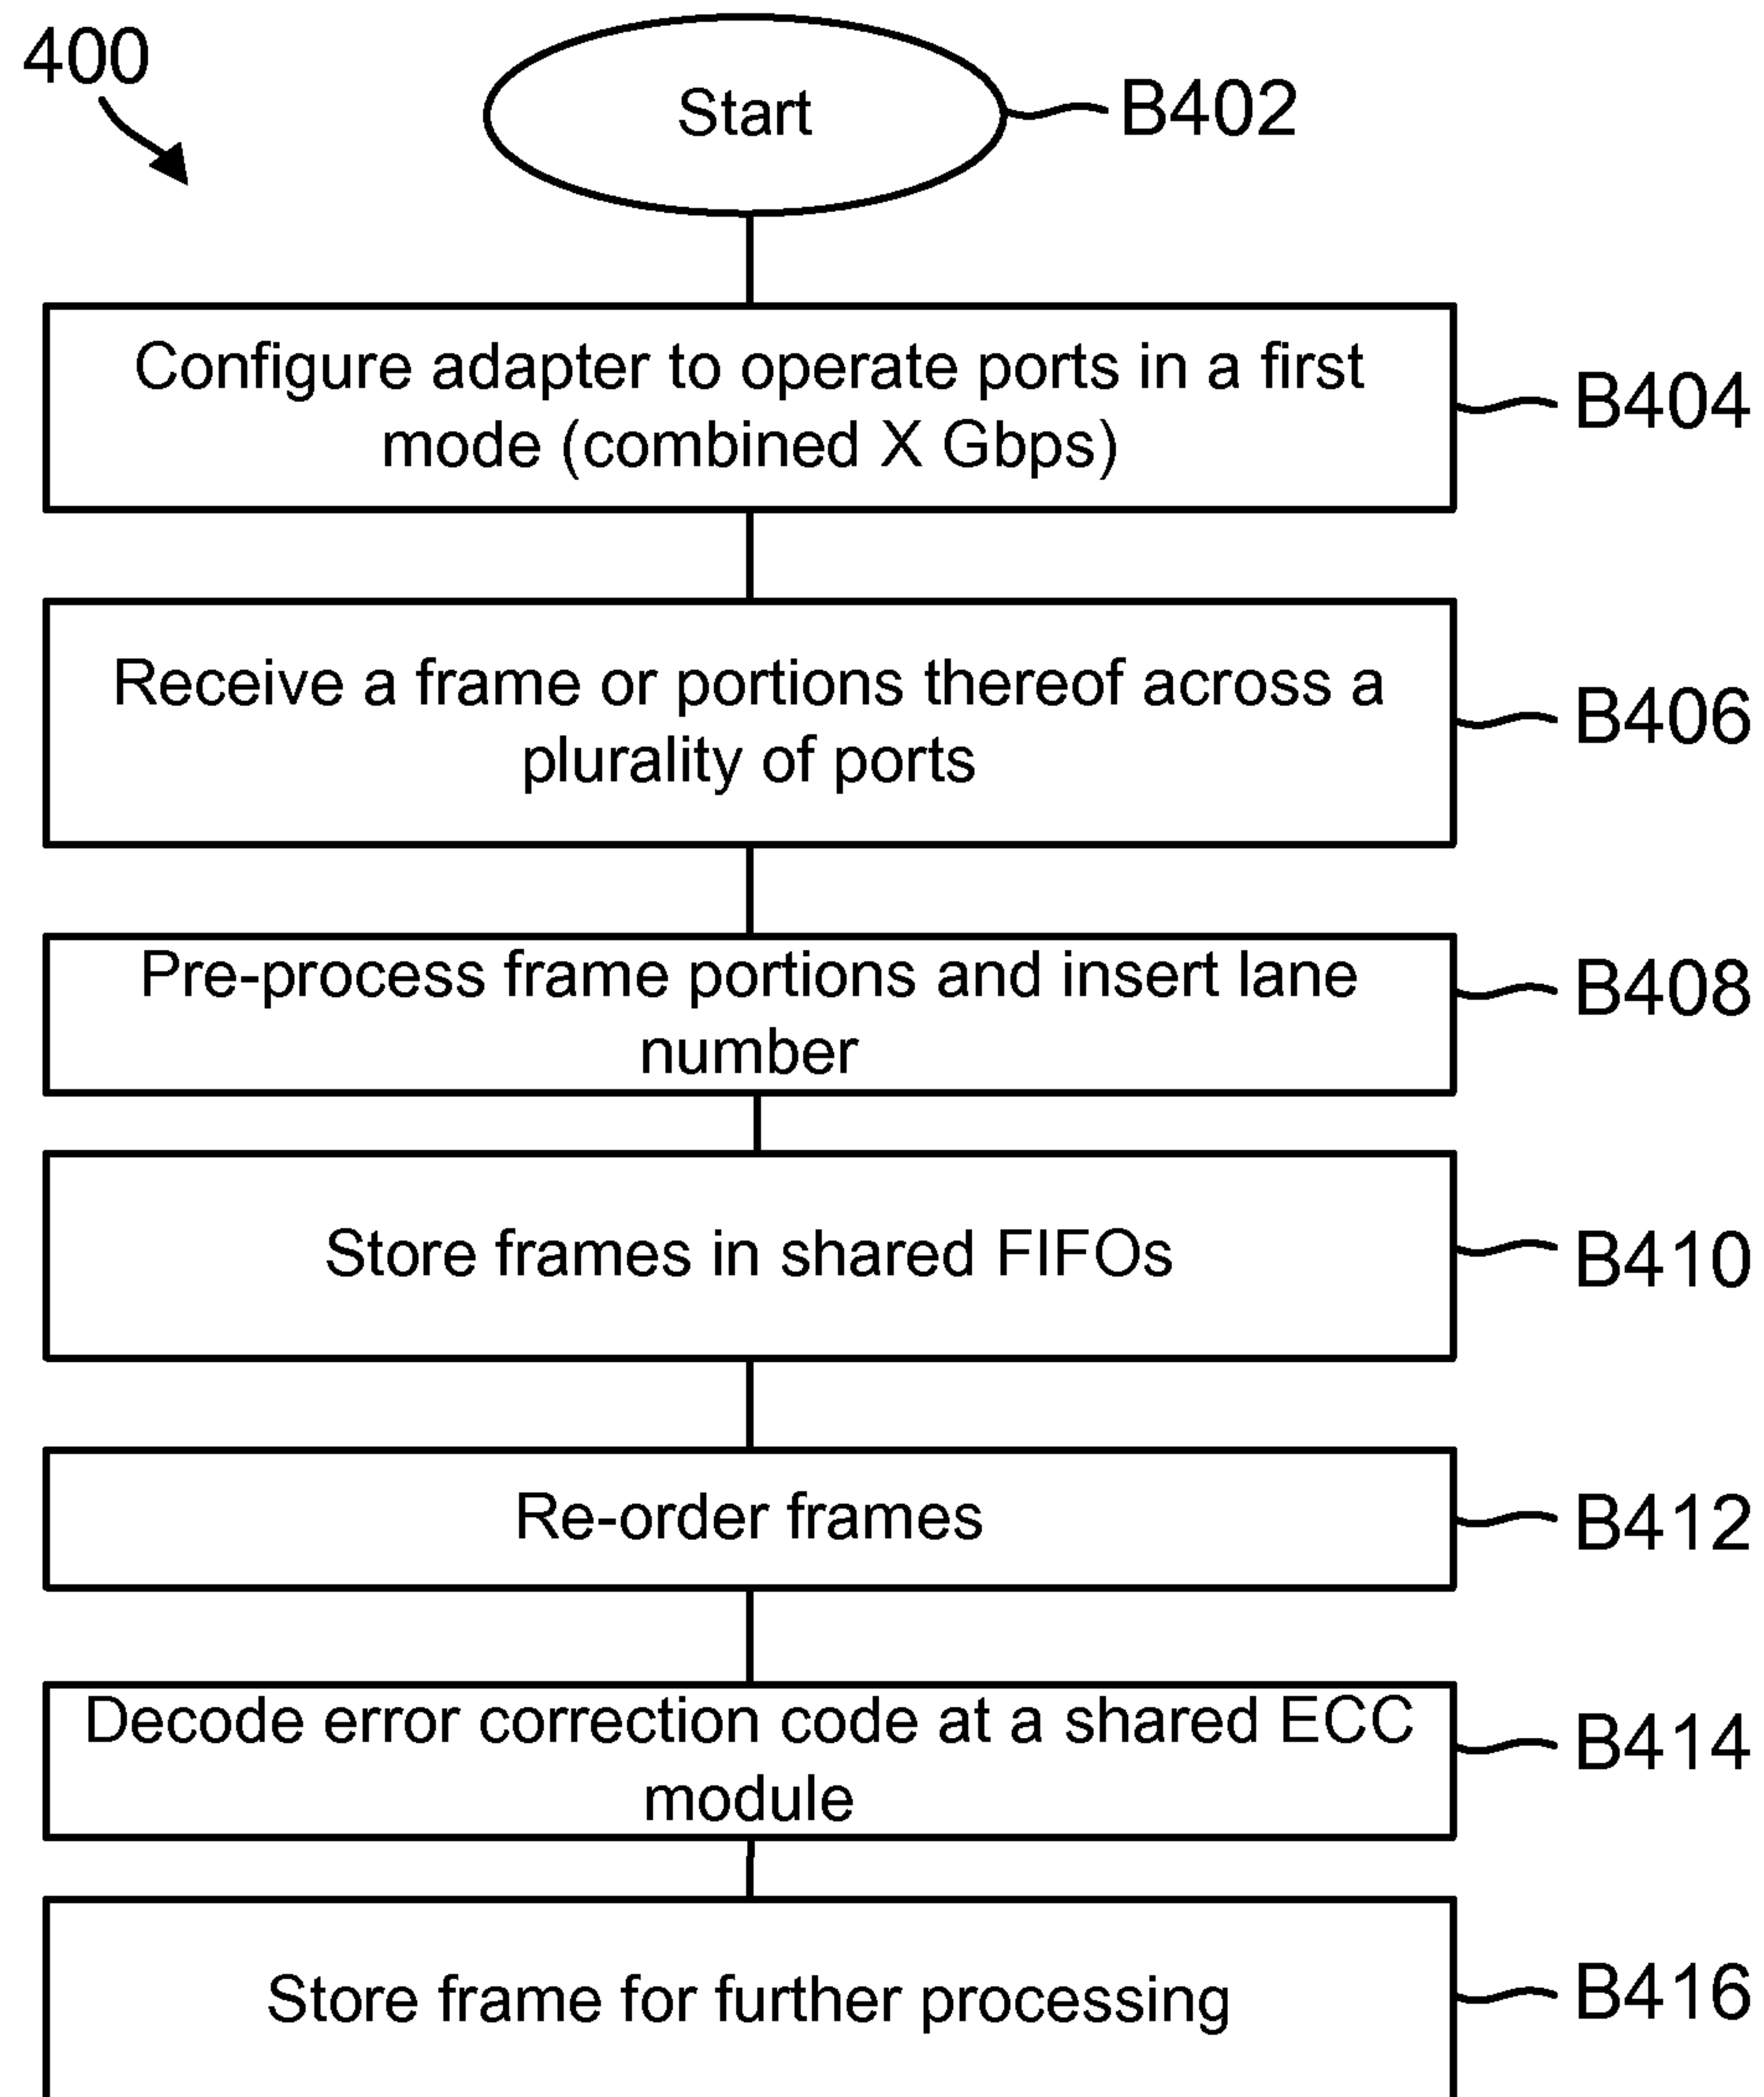 400
Start
B402
Configure adapter to operate ports in a first
mode (combined X Gbps)
B404
Receive a frame or portions thereof across a
plurality of ports
B406
Pre-process frame portions and insert lane
number
B408
Store frames in shared FIFOs
B410
Re-order frames
B412
Decode error correction code at a shared ECC
module
B414
Store frame for further processing
B416